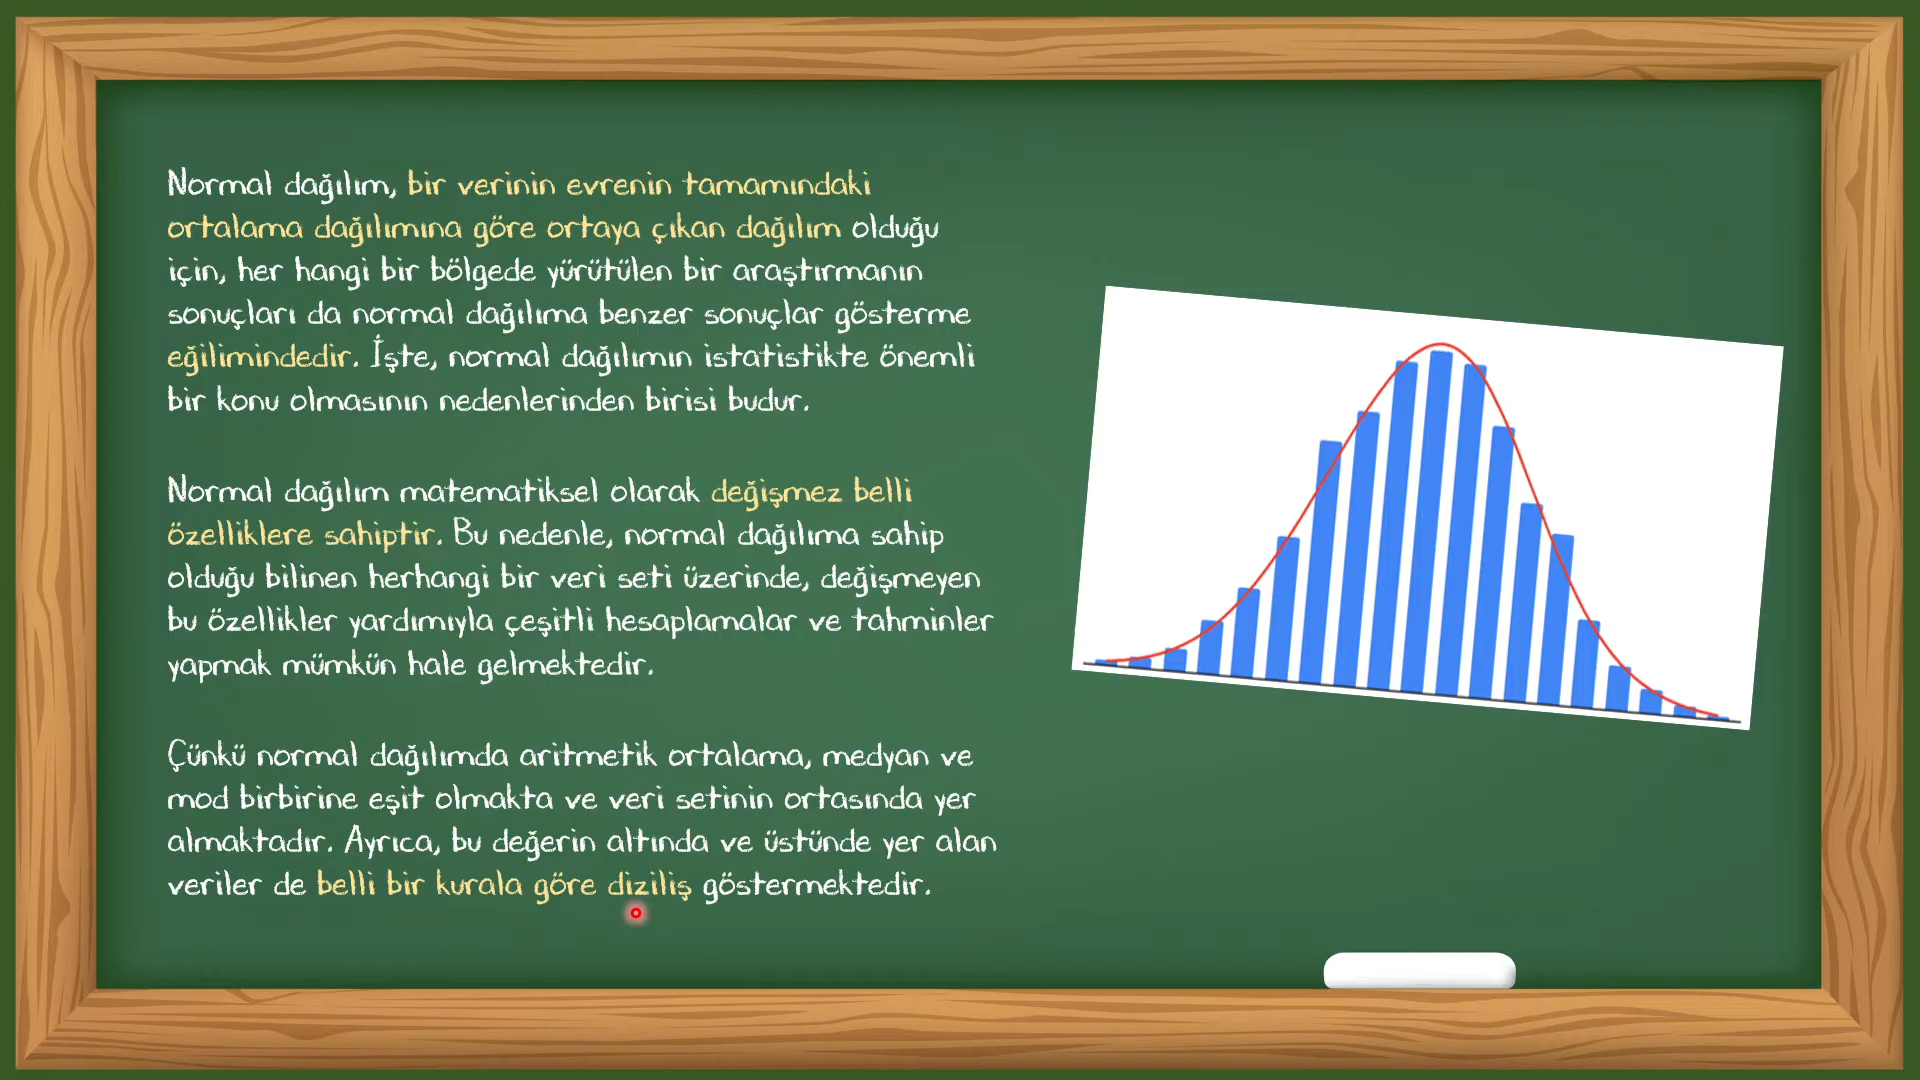 Normal dağılım, bir verinin evrenin tamamındaki
ortalama dağılımına göre ortaya çıkan dağılım olduğu
için, her hangi bir bölgede yürütülen bir araştırmanın
sonuçları da normal dağılıma benzer sonuçlar gösterme
eğilimindedir. İşte, normal dağılımın istatistikte önemli
bir konu olmasının nedenlerinden birisi budur.
Normal dağılım matematiksel olarak değişmez belli
özelliklere sahiptir. Bu nedenle, normal dağılıma sahip
olduğu bilinen herhangi bir veri seti üzerinde, değişmeyen
bu özellikler yardımıyla çeşitli hesaplamalar ve tahminler
yapmak mümkün hale gelmektedir.
Çünkü normal dağılımda aritmetik ortalama, medyan ve
mod birbirine eşit olmakta ve veri setinin ortasında yer
almaktadır. Ayrıca, bu değerin altında ve üstünde yer alan
veriler de belli bir kurala göre diziliş göstermektedir.